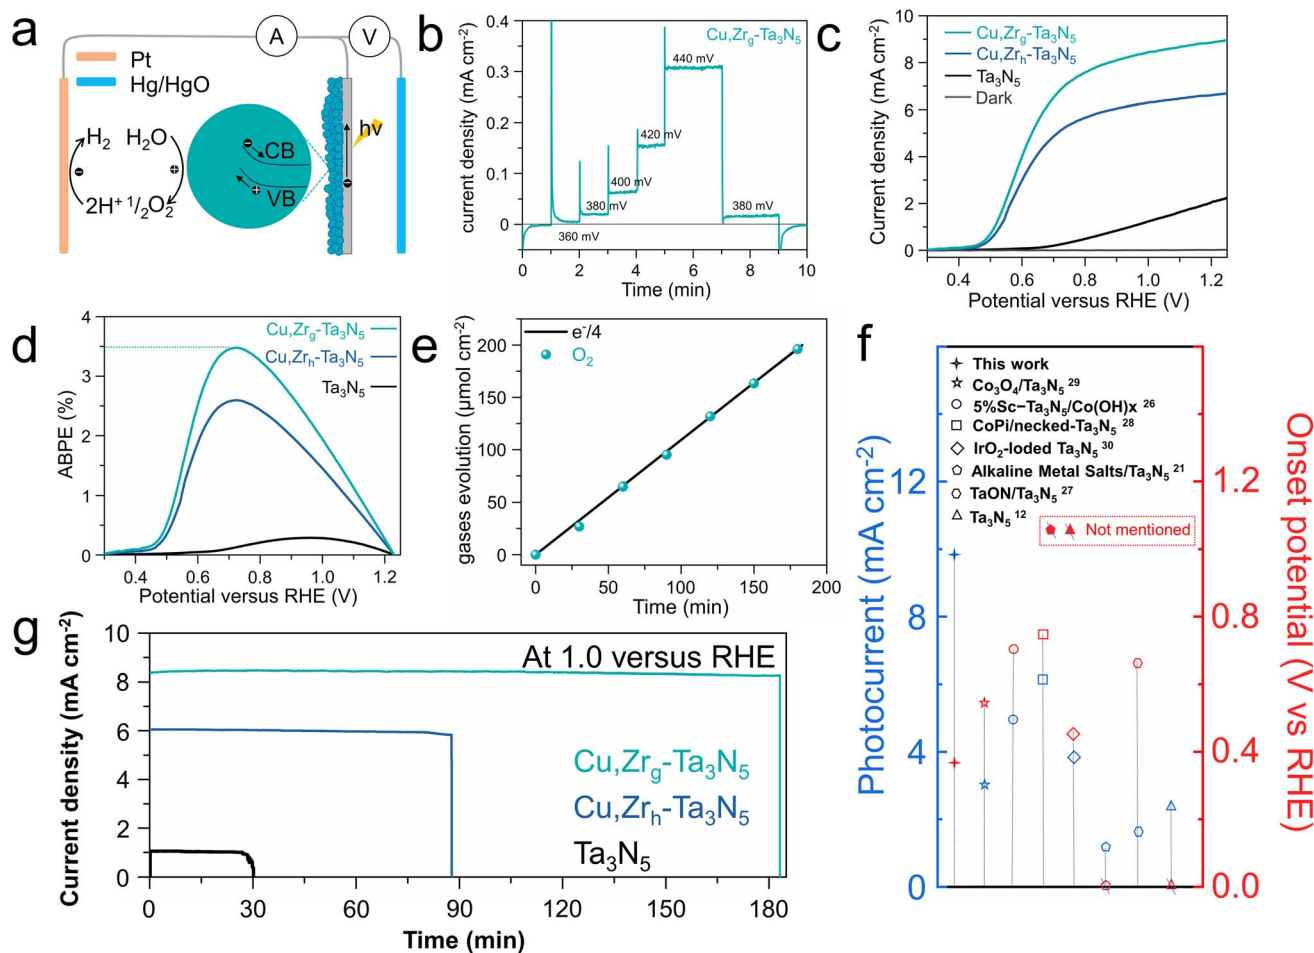 a
A
V
Pt
Hg/HgO
hν
H₂
H₂O
CB
VB
2H⁺
¹/₂O₂
b
Cu,Zrg-Ta₃N₅
current density (mA cm⁻²)
0.4
0.3
0.2
0.1
0
440 mV
420 mV
400 mV
380 mV
360 mV
380 mV
0 2 4 6 8 10
Time (min)
c
Cu,Zrg-Ta₃N₅
Cu,Zrh-Ta₃N₅
Ta₃N₅
Dark
Current density (mA cm⁻²)
10
8
6
4
2
0
0.4 0.6 0.8 1.0 1.2
Potential versus RHE (V)
d
Cu,Zrg-Ta₃N₅
Cu,Zrh-Ta₃N₅
Ta₃N₅
ABPE (%)
4
3
2
1
0
0.4 0.6 0.8 1.0 1.2
Potential versus RHE (V)
e
e⁻/4
O₂
gases evolution (μmol cm⁻²)
200
150
100
50
0
0 50 100 150 200
Time (min)
f
This work
Co₃O₄/Ta₃N₅ ²⁹
5%Sc−Ta₃N₅/Co(OH)x ²⁶
CoPi/necked-Ta₃N₅ ²⁸
IrO₂-loded Ta₃N₅ ³⁰
Alkaline Metal Salts/Ta₃N₅ ²¹
TaON/Ta₃N₅ ²⁷
Ta₃N₅ ¹²
Not mentioned
Photocurrent (mA cm⁻²)
12
8
4
0
Onset potential (V vs RHE)
1.2
0.8
0.4
0.0
g
At 1.0 versus RHE
Cu,Zrg-Ta₃N₅
Cu,Zrh-Ta₃N₅
Ta₃N₅
Current density (mA cm⁻²)
10
8
6
4
2
0
0 30 60 90 120 150 180
Time (min)